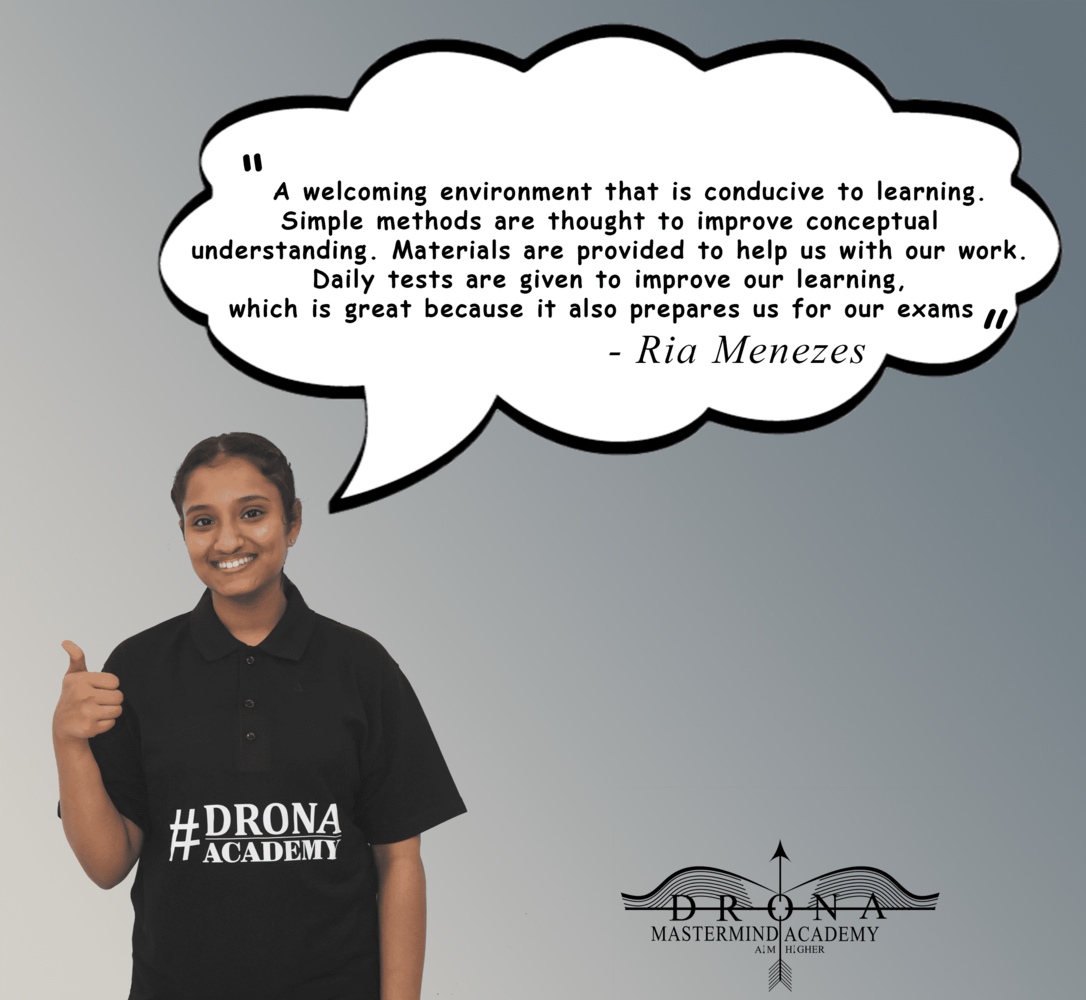 "
A welcoming environment that is conducive to learning.
Simple methods are thought to improve conceptual
understanding. Materials are provided to help us with our work.
Daily tests are given to improve our learning,
which is great because it also prepares us for our exams "
- Ria Menezes
#DRONA
ACADEMY
DRONA
MASTERMIND ACADEMY
AIM HIGHER